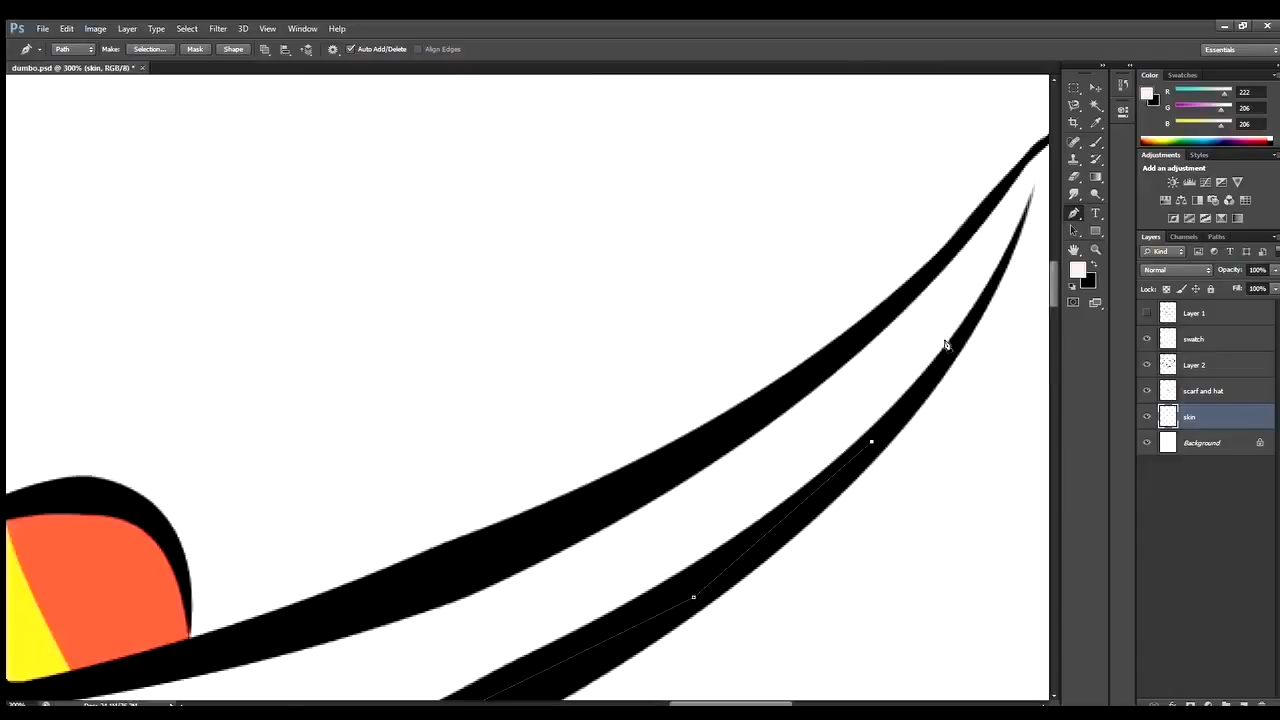 Ps File Edit Image Layer Type Select Filter 3D View Window Help
Path Make: Selection... Mask Shape Auto Add/Delete Align Edges Essentials
dumbo.psd @ 300% (skin, RGB/8) * ×
Color Swatches
R 222
G 206
B 206
Adjustments Styles
Add an adjustment
Layers Channels Paths
Kind
Normal Opacity: 100%
Lock: Fill: 100%
Layer 1
swatch
Layer 2
scarf and hat
skin
Background